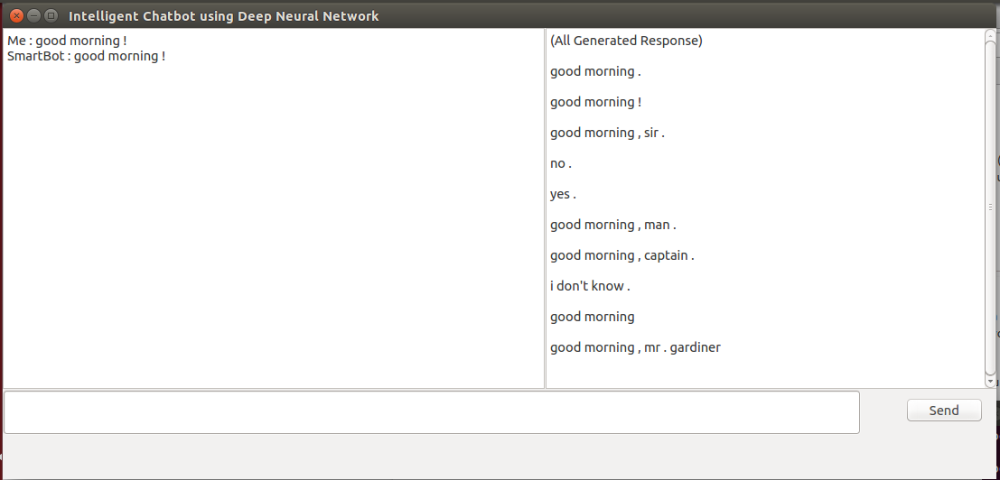 Intelligent Chatbot using Deep Neural Network
Me : good morning !
SmartBot : good morning !
(All Generated Response)
good morning .
good morning !
good morning , sir .
no .
yes .
good morning , man .
good morning , captain .
i don't know .
good morning
good morning , mr . gardiner
Send